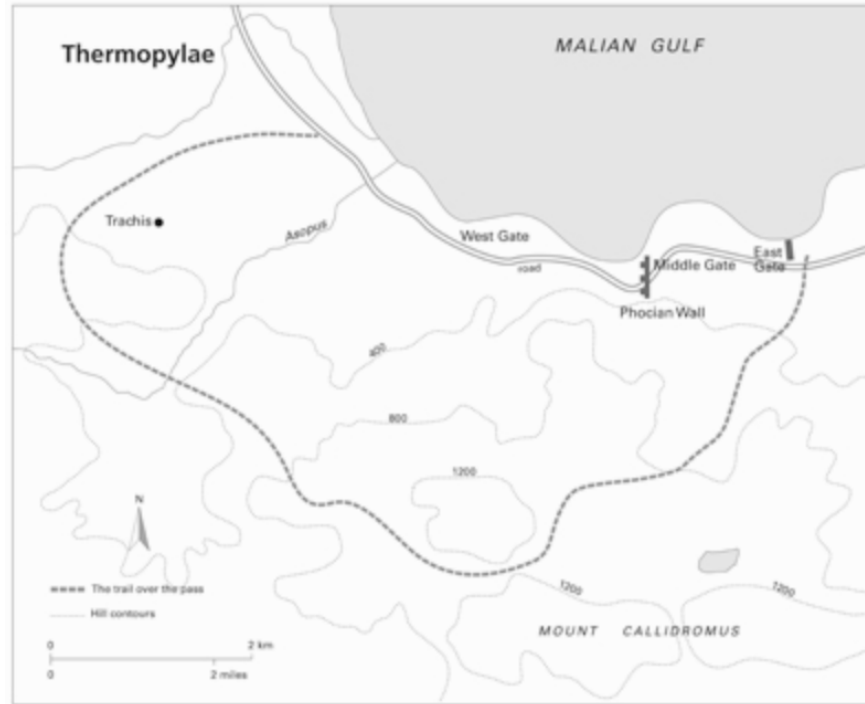 Thermopylae
MALIAN GULF
Trachis
Asopus
West Gate
road
Middle Gate
East
Gate
Phocian Wall
400
800
1200
N
The trail over the pass
Hill contours
1200
1200
MOUNT CALLIDROMUS
0
2 km
0
2 miles